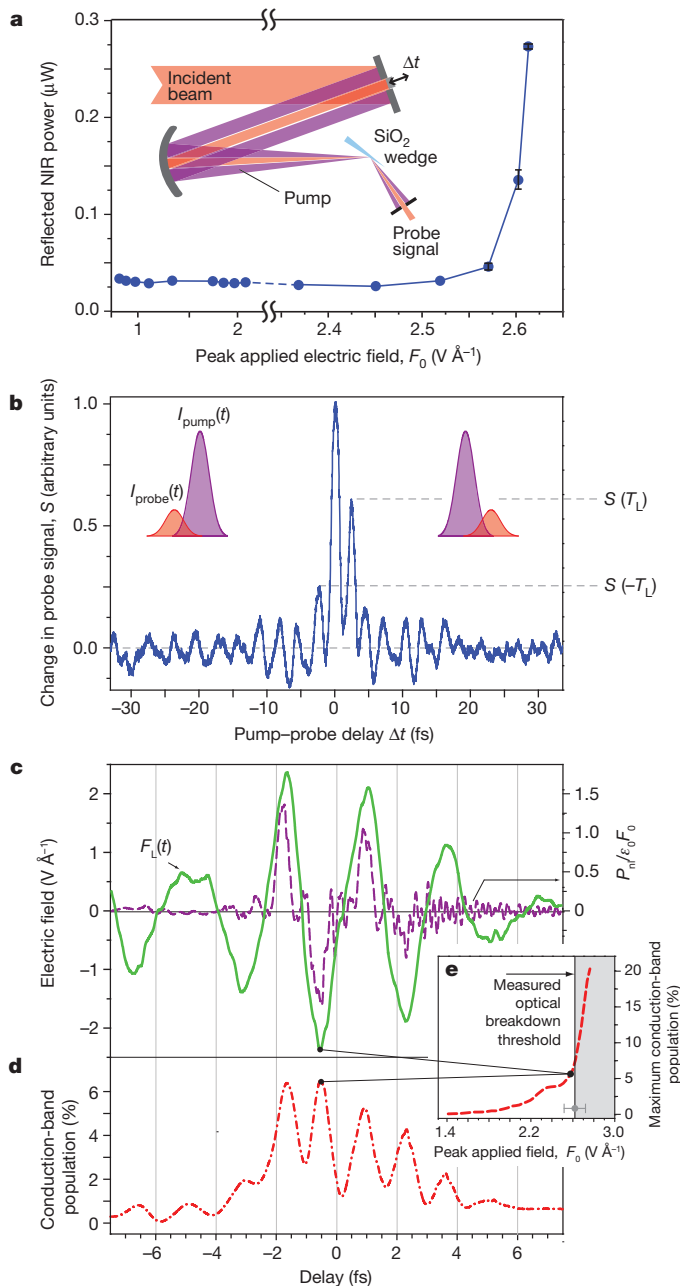 a
0.3
0.2
0.1
0.0
Reflected NIR power (μW)
Incident
beam
Δt
SiO2
wedge
Pump
Probe
signal
1 2 2.4 2.5 2.6
Peak applied electric field, F0 (V Å−1)
b
1.0
0.5
0.0
Change in probe signal, S (arbitrary units)
Ipump(t)
Iprobe(t)
S (TL)
S (−TL)
−30 −20 −10 0 10 20 30
Pump–probe delay Δt (fs)
c
2
1
0
−1
−2
Electric field (V Å−1)
FL(t)
1.5
1.0
0.5
0
Pnl/ε0F0
e
Measured
optical
breakdown
threshold
20
15
10
5
0
Maximum conduction-band
population (%)
1.4 2.2 3.0
Peak applied field, F0 (V Å−1)
d
6
4
2
0
Conduction-band
population (%)
−6 −4 −2 0 2 4 6
Delay (fs)